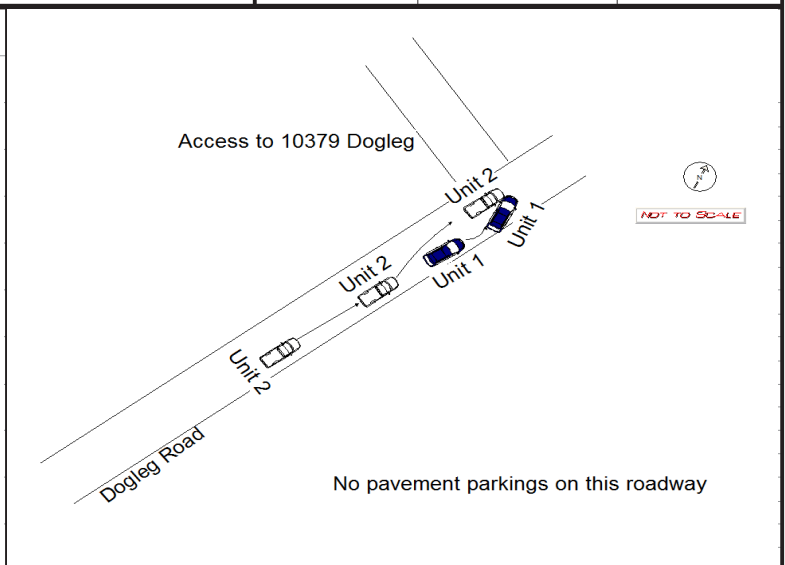 Access to 10379 Dogleg
Unit 2
Unit 1
N
NOT TO SCALE
Unit 2
Unit 1
Unit 2
Dogleg Road
No pavement parkings on this roadway